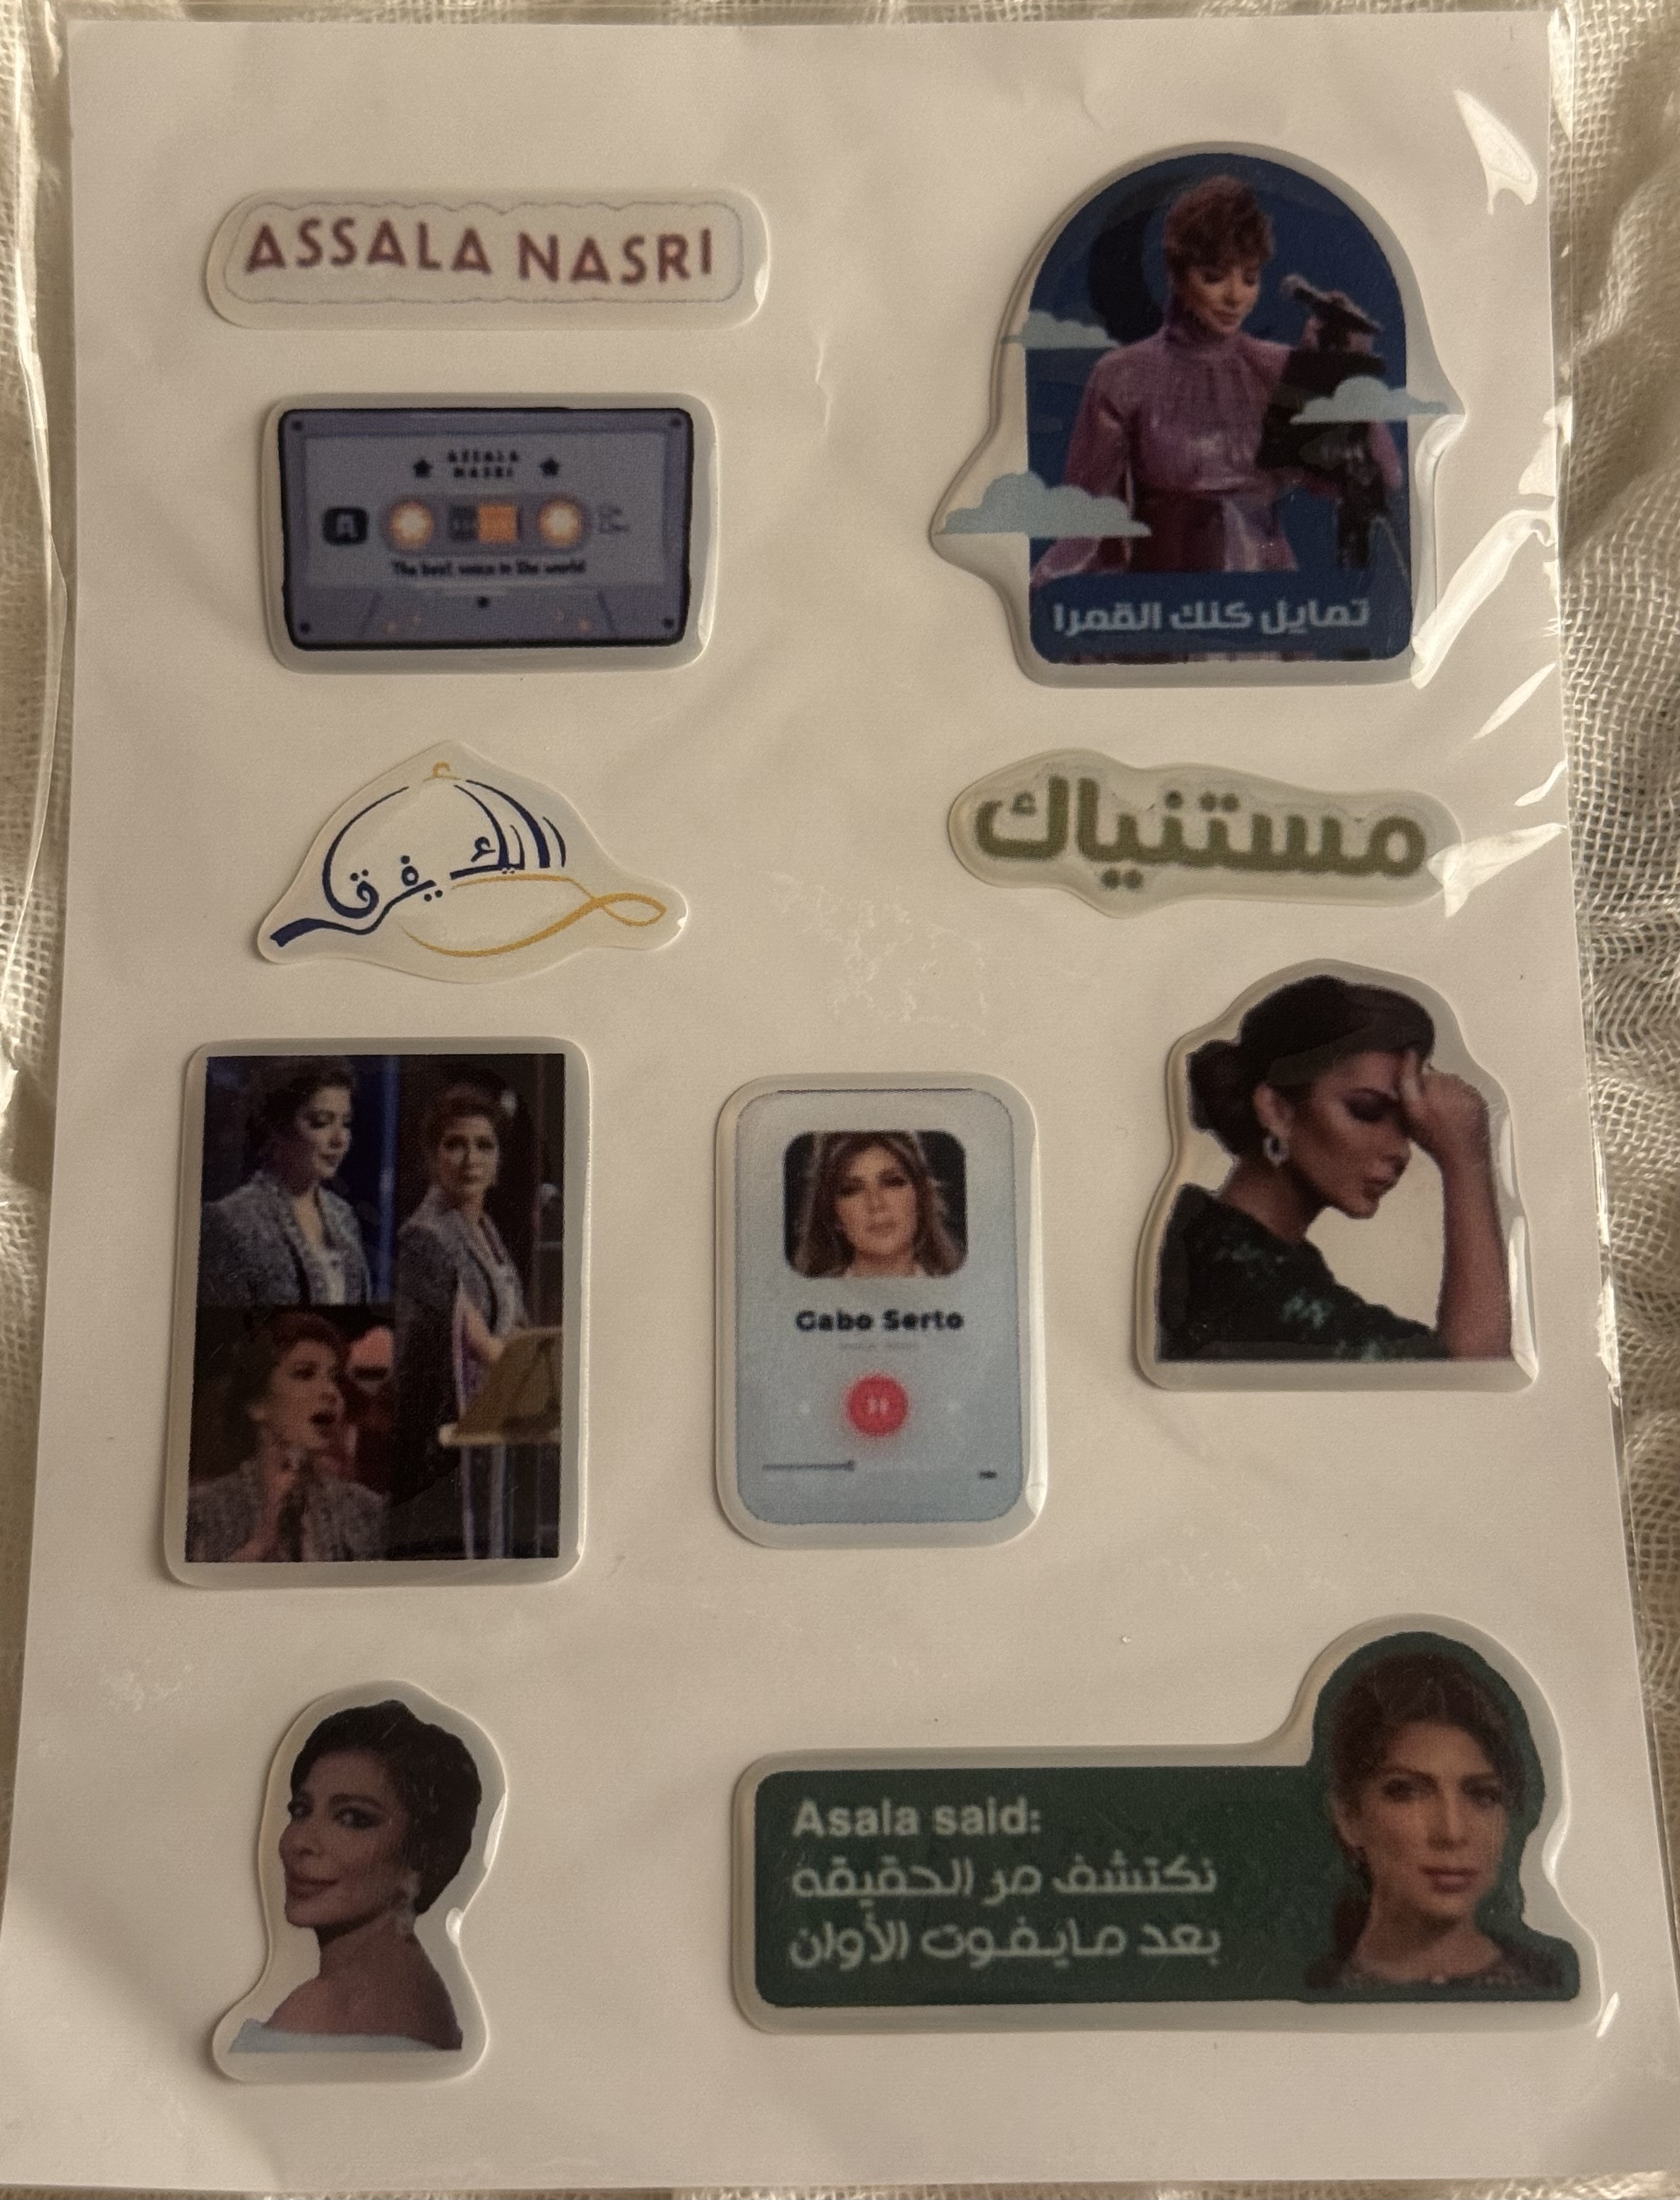 ASSALA NASRI
تمايل كنك القمرا
ASSALA
NASRI
A
The best voice in the world
مستنياك
Gabo Serto
Asala said:
نكتشف مر الحقيقه
بعد مايفوت الأوان